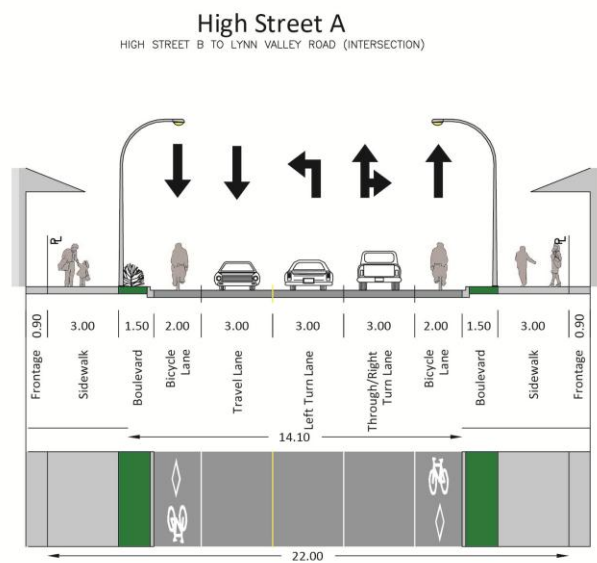 High Street A
HIGH STREET B TO LYNN VALLEY ROAD (INTERSECTION)
PL
PL
0.90 3.00 1.50 2.00 3.00 3.00 3.00 2.00 1.50 3.00 0.90
Frontage
Sidewalk
Boulevard
Bicycle
Lane
Travel Lane
Left Turn Lane
Through/Right
Turn Lane
Bicycle
Lane
Boulevard
Sidewalk
Frontage
14.10
22.00